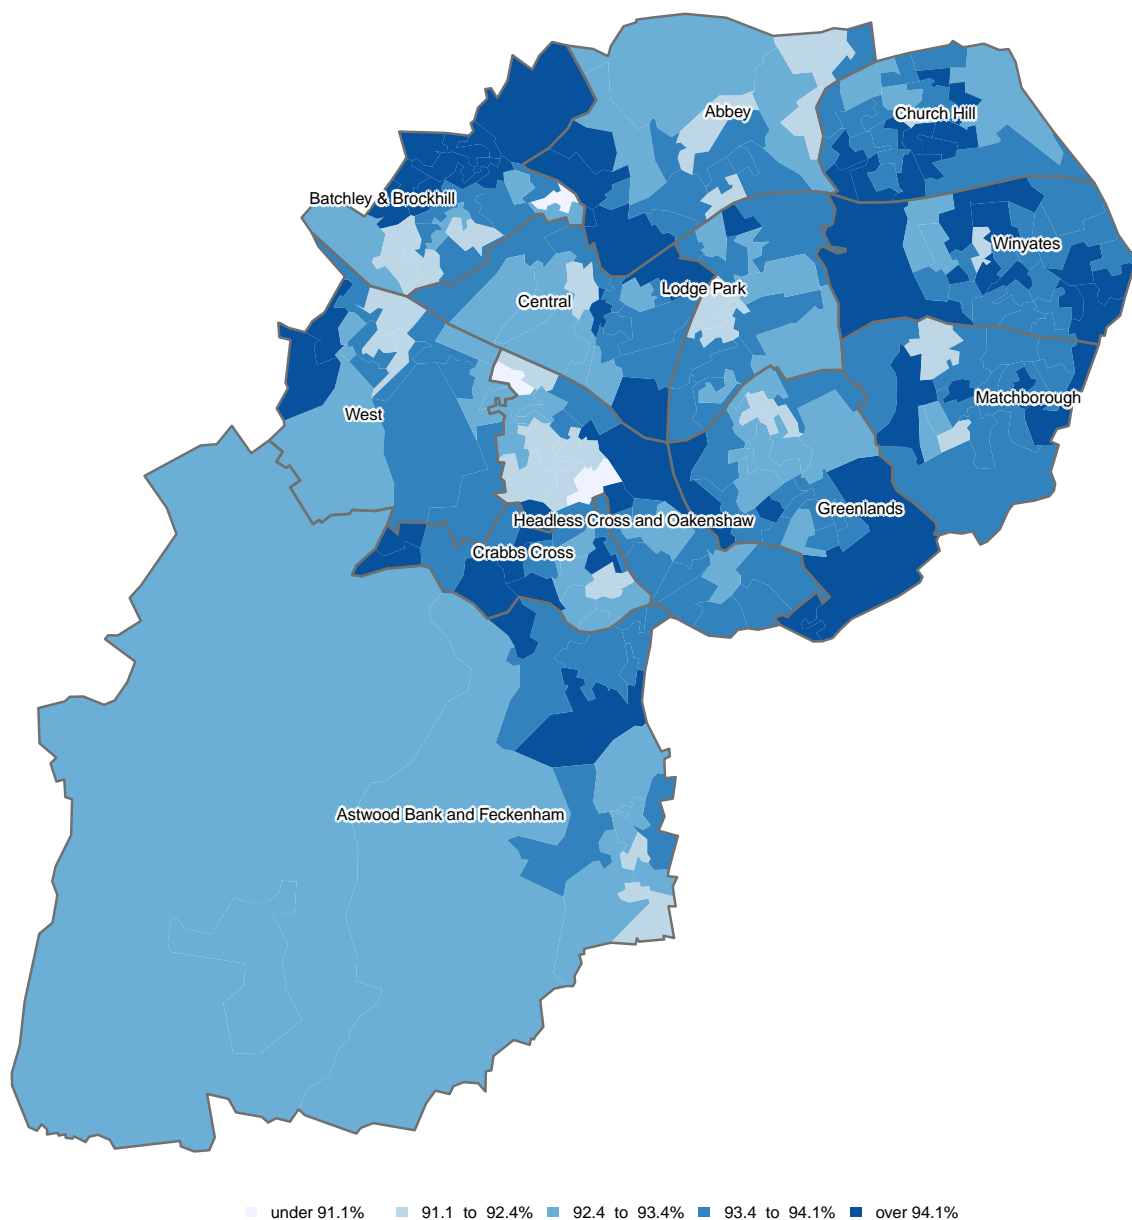 Abbey
Church Hill
Batchley & Brockhill
Winyates
Lodge Park
Central
Matchborough
West
Greenlands
Headless Cross and Oakenshaw
Crabbs Cross
Astwood Bank and Feckenham
under 91.1% 91.1 to 92.4% 92.4 to 93.4% 93.4 to 94.1% over 94.1%